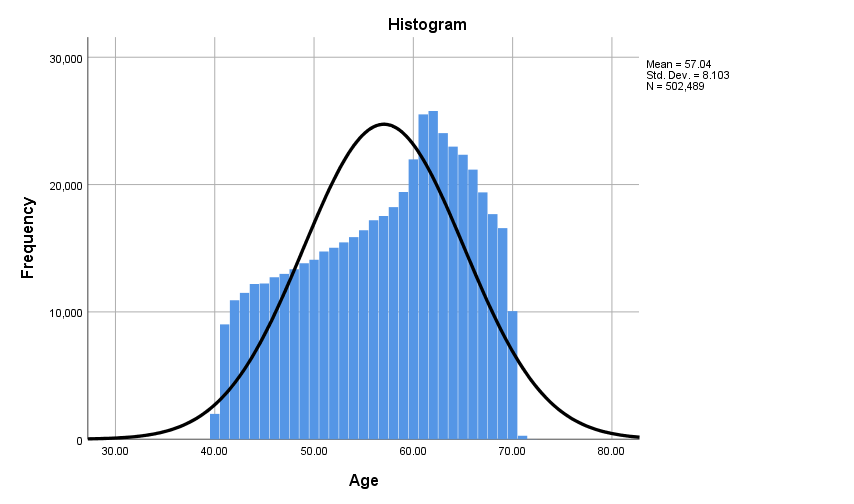 Histogram
Mean = 57.04
Std. Dev. = 8.103
N = 502,489
30,000
20,000
10,000
0
Frequency
30.00 40.00 50.00 60.00 70.00 80.00
Age